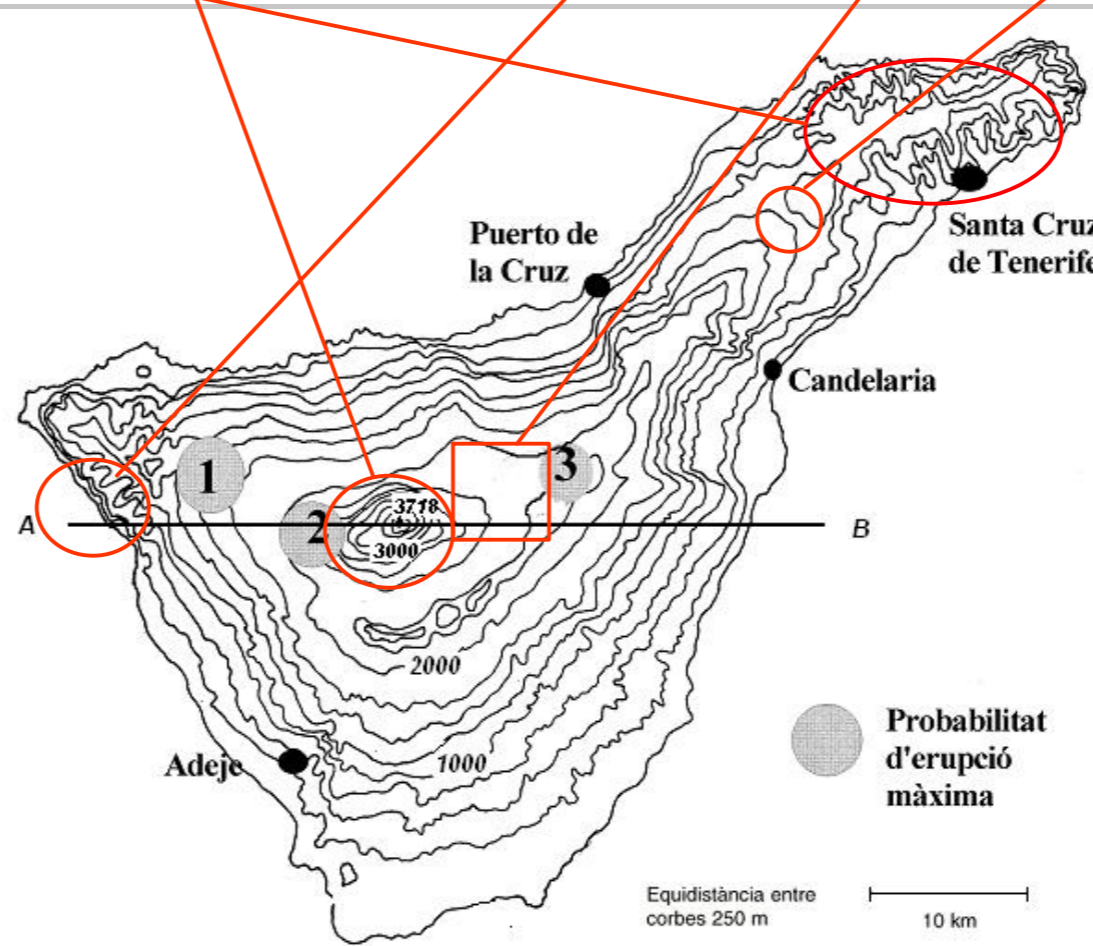 Puerto de
la Cruz
Santa Cruz
de Tenerife
Candelaria
1
3
3718
A
2
B
3000
2000
Adeje
1000
Probabilitat
d'erupció
màxima
Equidistància entre
corbes 250 m
10 km